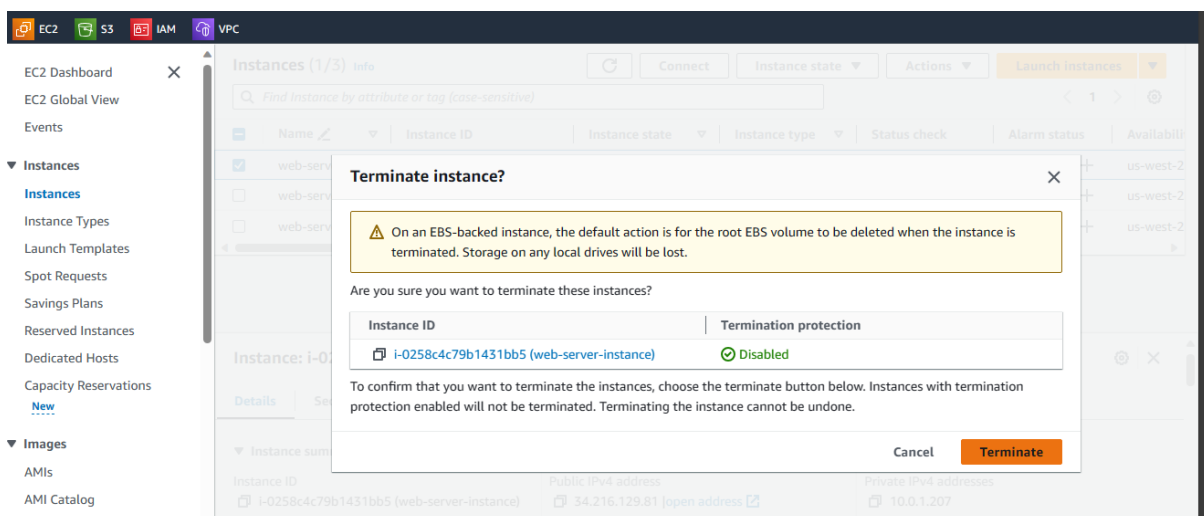 EC2 S3 IAM VPC
EC2 Dashboard
EC2 Global View
Events
Instances
Instances
Instance Types
Launch Templates
Spot Requests
Savings Plans
Reserved Instances
Dedicated Hosts
Capacity Reservations
New
Images
AMIs
AMI Catalog
Instances (1/3) Info
Connect Instance state Actions Launch instances
Find Instance by attribute or tag (case-sensitive)
1
Name Instance ID Instance state Instance type Status check Alarm status Availabili
web-serv us-west-2
web-serv us-west-2
web-serv us-west-2
Terminate instance?
On an EBS-backed instance, the default action is for the root EBS volume to be deleted when the instance is
terminated. Storage on any local drives will be lost.
Are you sure you want to terminate these instances?
Instance ID Termination protection
i-0258c4c79b1431bb5 (web-server-instance) Disabled
To confirm that you want to terminate the instances, choose the terminate button below. Instances with termination
protection enabled will not be terminated. Terminating the instance cannot be undone.
Cancel Terminate
Instance: i-02
Details Se
Instance sum
Instance ID Public IPv4 address Private IPv4 addresses
i-0258c4c79b1431bb5 (web-server-instance) 34.216.129.81 |open address 10.0.1.207